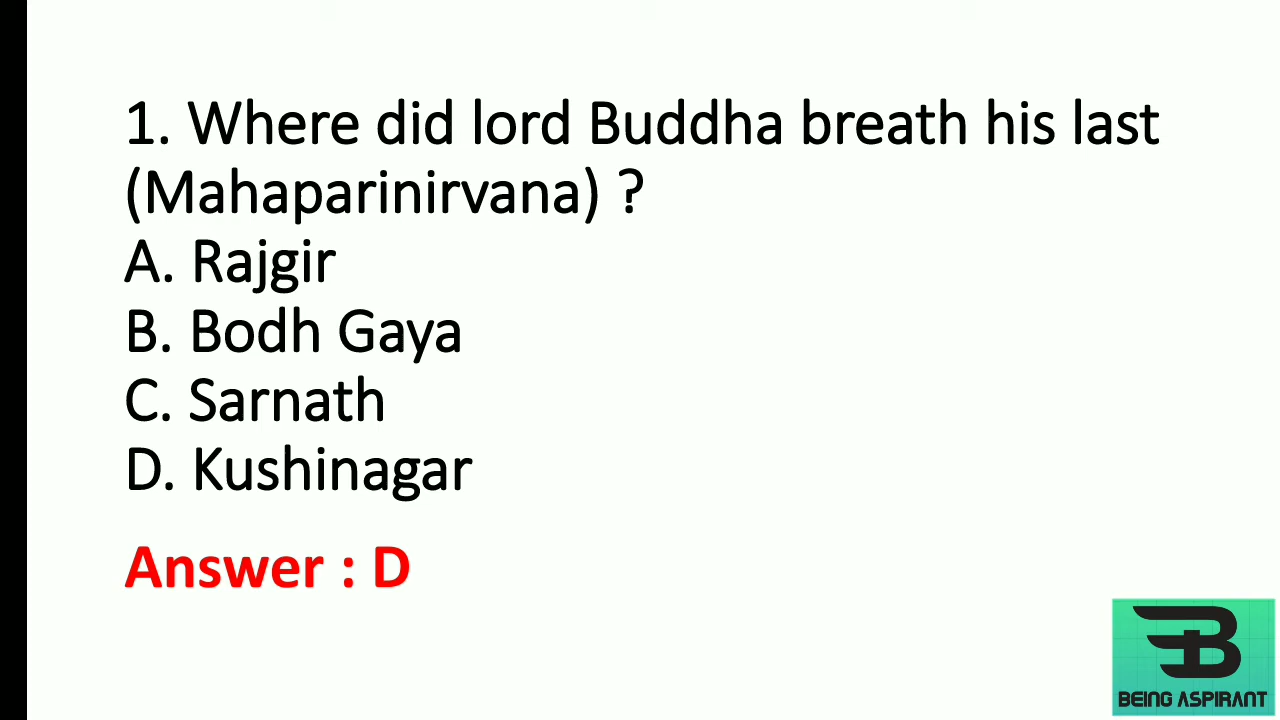 1. Where did lord Buddha breath his last
(Mahaparinirvana) ?
A. Rajgir
B. Bodh Gaya
C. Sarnath
D. Kushinagar
Answer : D
B
BEING ASPIRANT